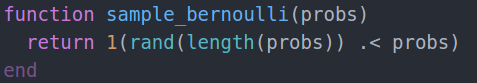 function sample_bernoulli(probs)
  return 1(rand(length(probs)) .< probs)
end